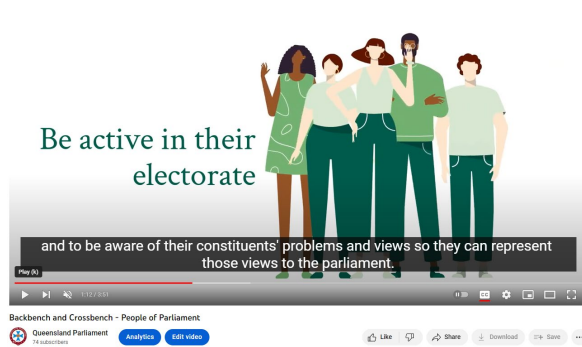 Be active in their
electorate
and to be aware of their constituents' problems and views so they can represent
those views to the parliament.
Play (k)
1:12 / 3:51
CC
Backbench and Crossbench - People of Parliament
Queensland Parliament
74 subscribers
Analytics
Edit video
Like
Share
Download
Save